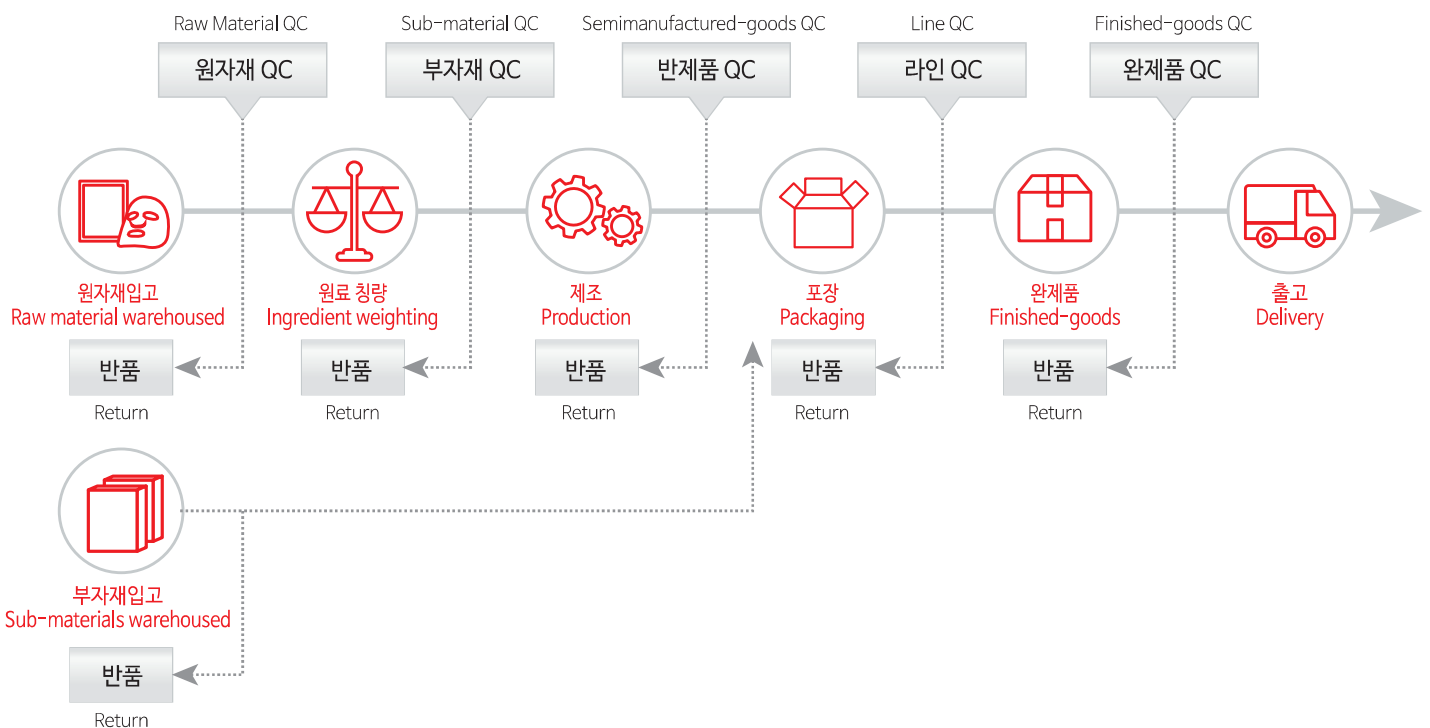 Raw Material QC
Sub-material QC
Semimanufactured-goods QC
Line QC
Finished-goods QC
원자재 QC
부자재 QC
반제품 QC
라인 QC
완제품 QC
원자재입고
Raw material warehoused
원료 칭량
Ingredient weighting
제조
Production
포장
Packaging
완제품
Finished-goods
출고
Delivery
반품
Return
반품
Return
반품
Return
반품
Return
반품
Return
부자재입고
Sub-materials warehoused
반품
Return